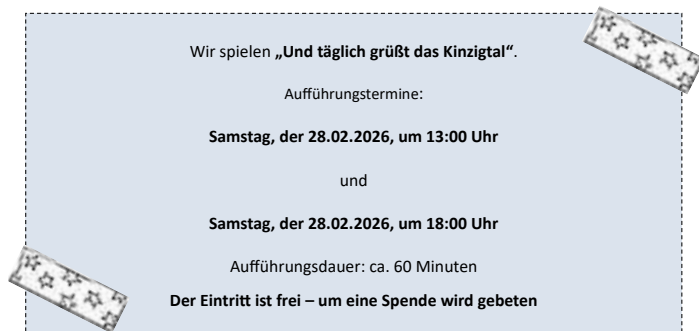 Wir spielen „Und täglich grüßt das Kinzigtal“.
Aufführungstermine:
Samstag, der 28.02.2026, um 13:00 Uhr
und
Samstag, der 28.02.2026, um 18:00 Uhr
Aufführungsdauer: ca. 60 Minuten
Der Eintritt ist frei – um eine Spende wird gebeten